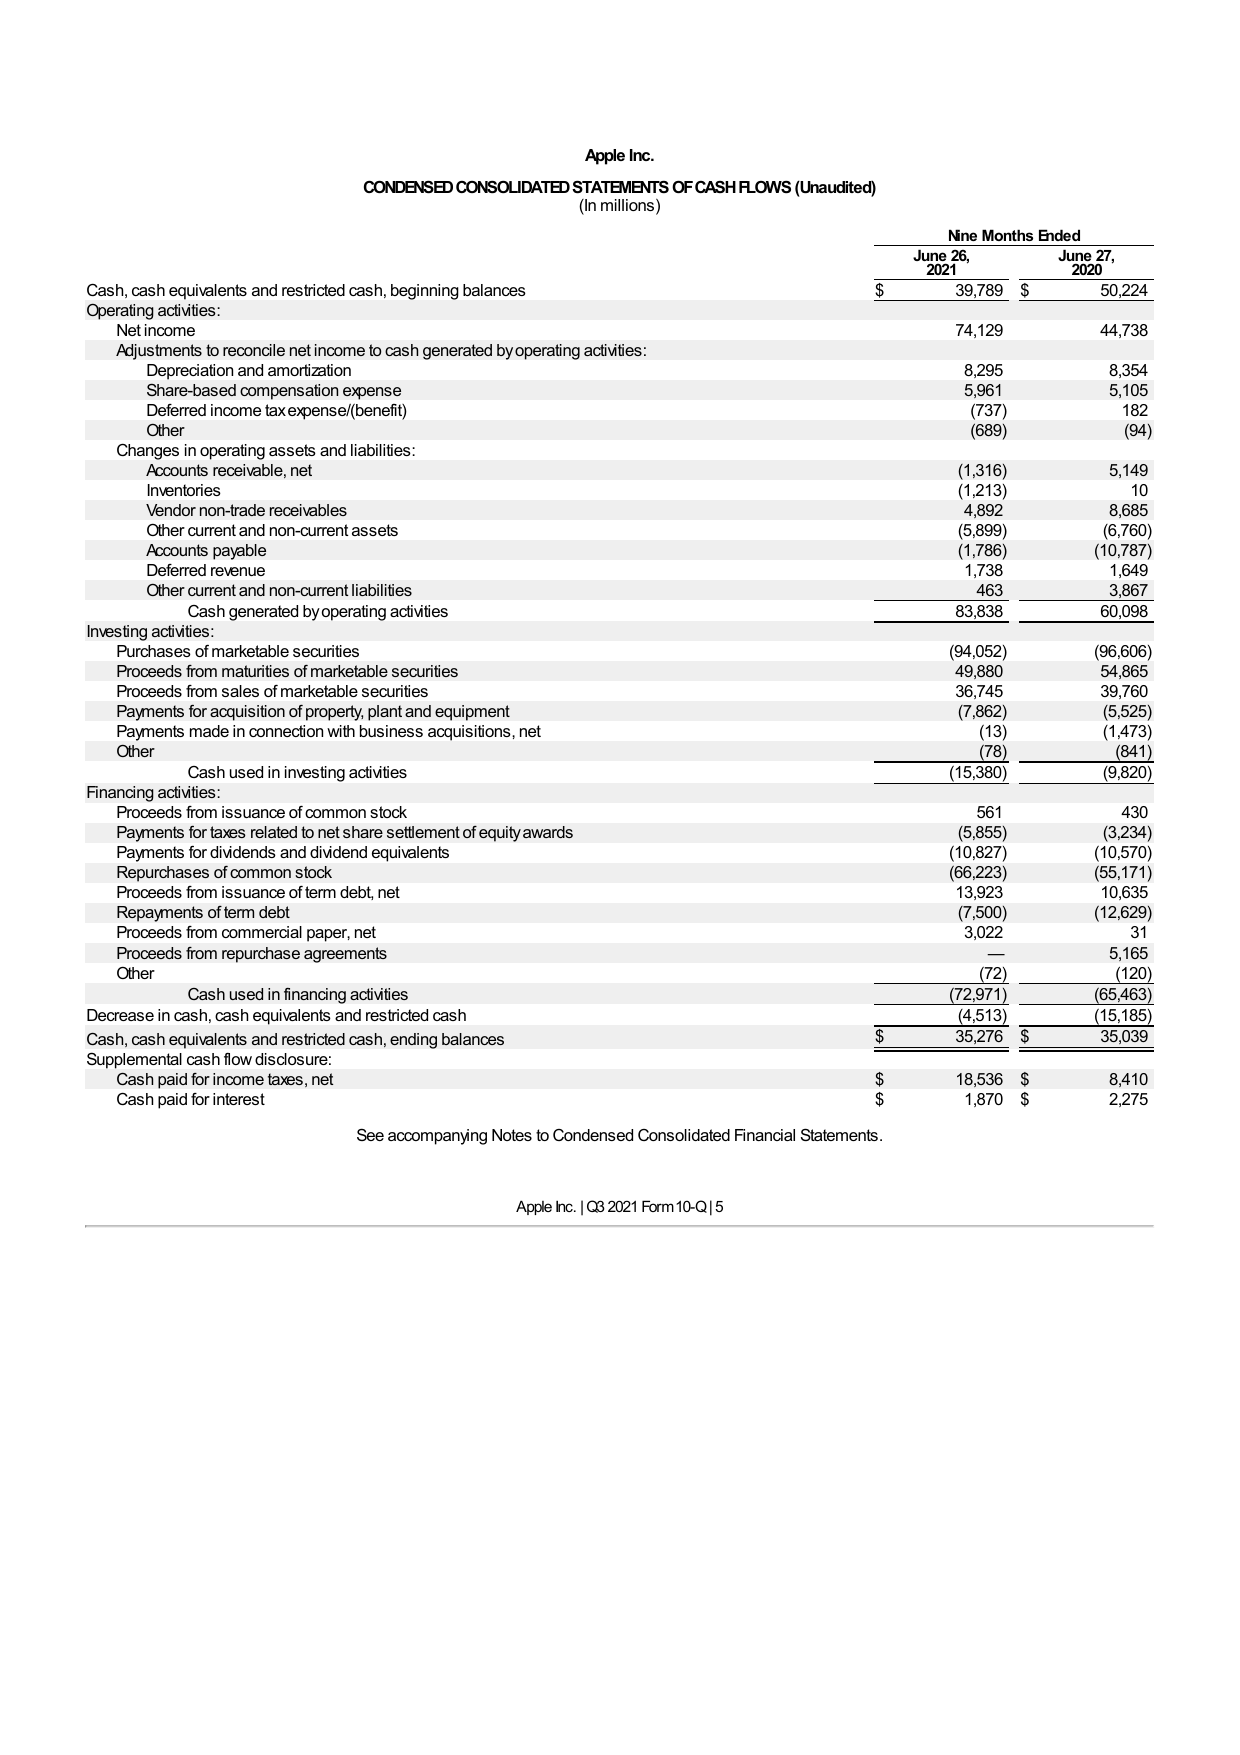 Apple Inc.
CONDENSED CONSOLIDATED STATEMENTS OF CASH FLOWS (Unaudited)
(In millions)
Nine Months Ended
June 26, 2021 June 27, 2020
Cash, cash equivalents and restricted cash, beginning balances $ 39,789 $ 50,224
Operating activities:
Net income 74,129 44,738
Adjustments to reconcile net income to cash generated by operating activities:
Depreciation and amortization 8,295 8,354
Share-based compensation expense 5,961 5,105
Deferred income tax expense/(benefit) (737) 182
Other (689) (94)
Changes in operating assets and liabilities:
Accounts receivable, net (1,316) 5,149
Inventories (1,213) 10
Vendor non-trade receivables 4,892 8,685
Other current and non-current assets (5,899) (6,760)
Accounts payable (1,786) (10,787)
Deferred revenue 1,738 1,649
Other current and non-current liabilities 463 3,867
Cash generated by operating activities 83,838 60,098
Investing activities:
Purchases of marketable securities (94,052) (96,606)
Proceeds from maturities of marketable securities 49,880 54,865
Proceeds from sales of marketable securities 36,745 39,760
Payments for acquisition of property, plant and equipment (7,862) (5,525)
Payments made in connection with business acquisitions, net (13) (1,473)
Other (78) (841)
Cash used in investing activities (15,380) (9,820)
Financing activities:
Proceeds from issuance of common stock 561 430
Payments for taxes related to net share settlement of equity awards (5,855) (3,234)
Payments for dividends and dividend equivalents (10,827) (10,570)
Repurchases of common stock (66,223) (55,171)
Proceeds from issuance of term debt, net 13,923 10,635
Repayments of term debt (7,500) (12,629)
Proceeds from commercial paper, net 3,022 31
Proceeds from repurchase agreements — 5,165
Other (72) (120)
Cash used in financing activities (72,971) (65,463)
Decrease in cash, cash equivalents and restricted cash (4,513) (15,185)
Cash, cash equivalents and restricted cash, ending balances $ 35,276 $ 35,039
Supplemental cash flow disclosure:
Cash paid for income taxes, net $ 18,536 $ 8,410
Cash paid for interest $ 1,870 $ 2,275
See accompanying Notes to Condensed Consolidated Financial Statements.
Apple Inc. | Q3 2021 Form 10-Q | 5